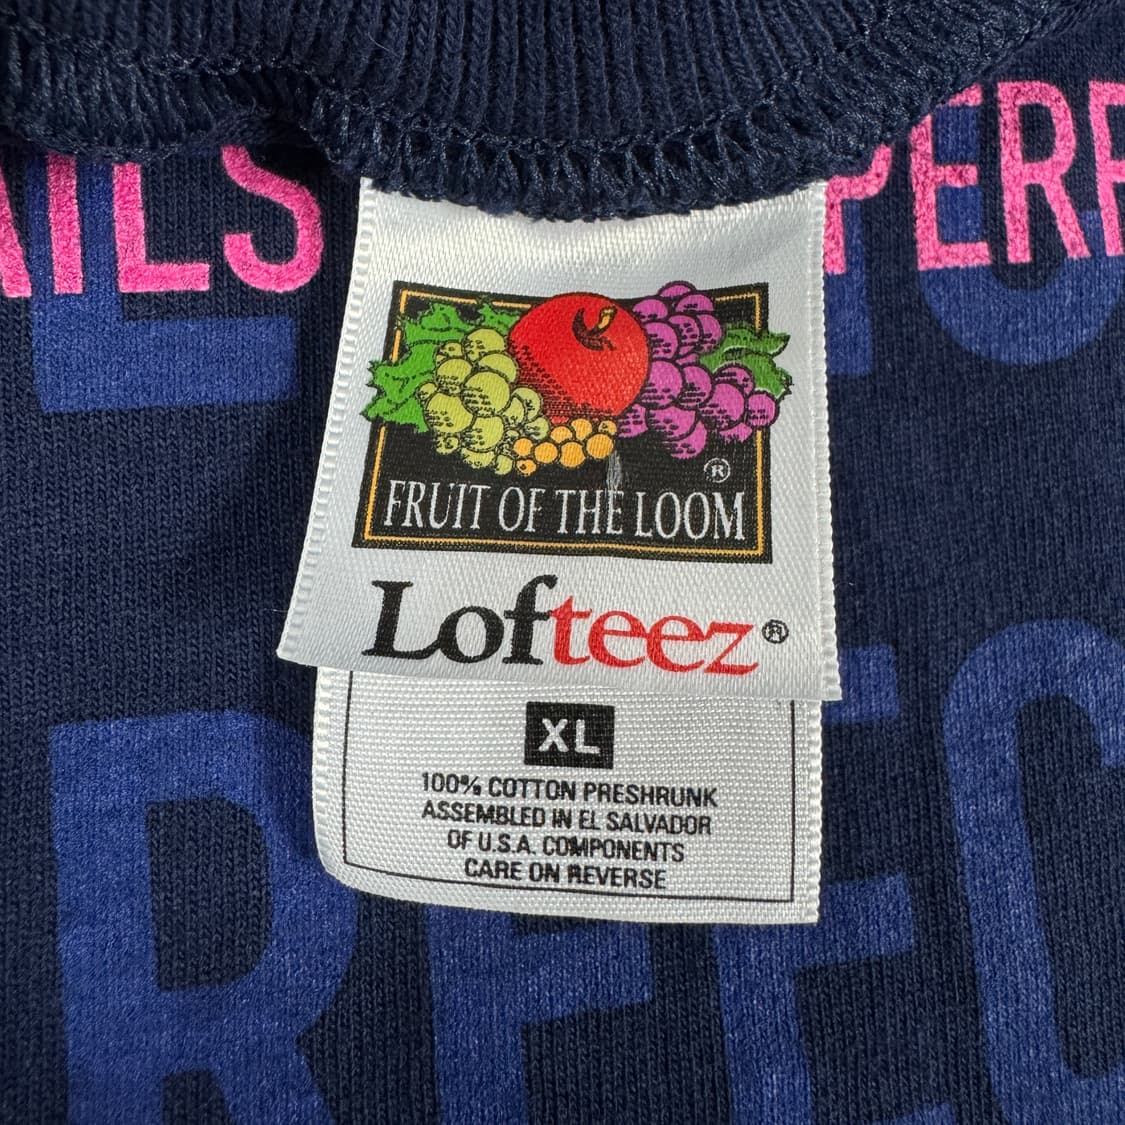 AILS PERF
® 
FRUIT OF THE LOOM
Lofteez®
XL
100% COTTON PRESHRUNK
ASSEMBLED IN EL SALVADOR
OF U.S.A. COMPONENTS
CARE ON REVERSE